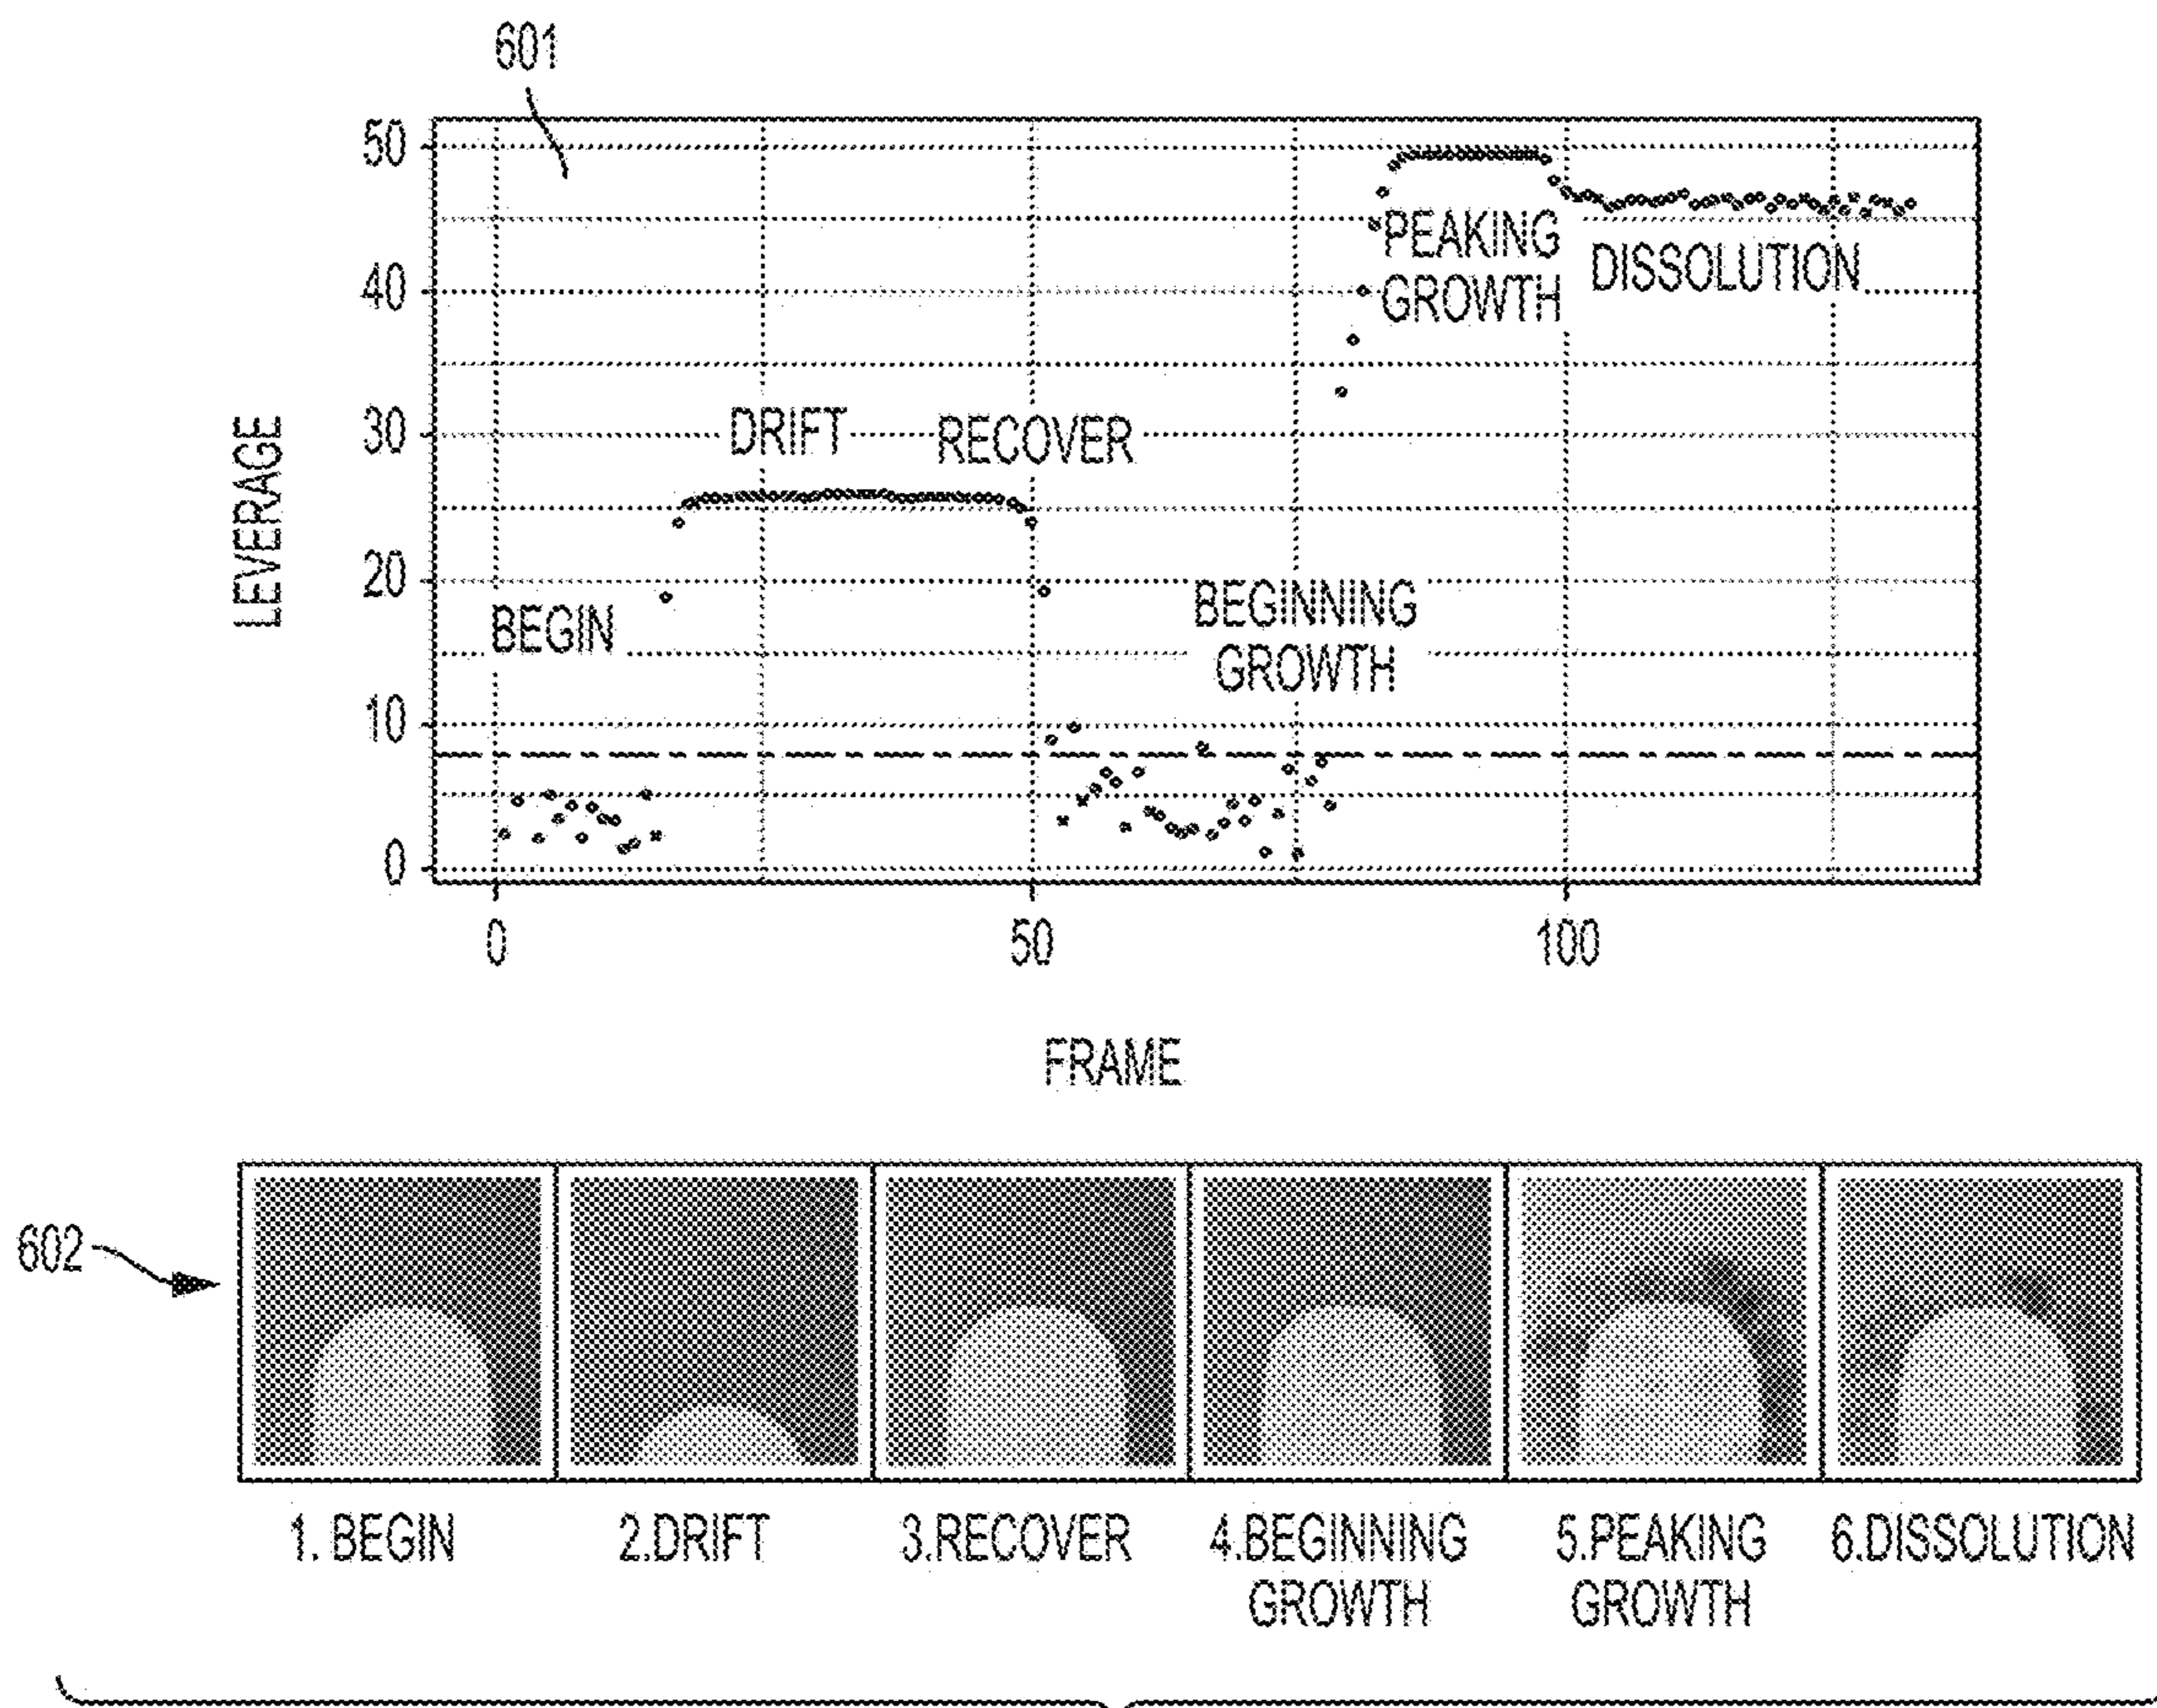 601
50
40
30
20
10
0
LEVERAGE
PEAKING
GROWTH
DISSOLUTION
DRIFT
RECOVER
BEGIN
BEGINNING
GROWTH
0
50
100
FRAME
602
1. BEGIN
2.DRIFT
3.RECOVER
4.BEGINNING
GROWTH
5.PEAKING
GROWTH
6.DISSOLUTION